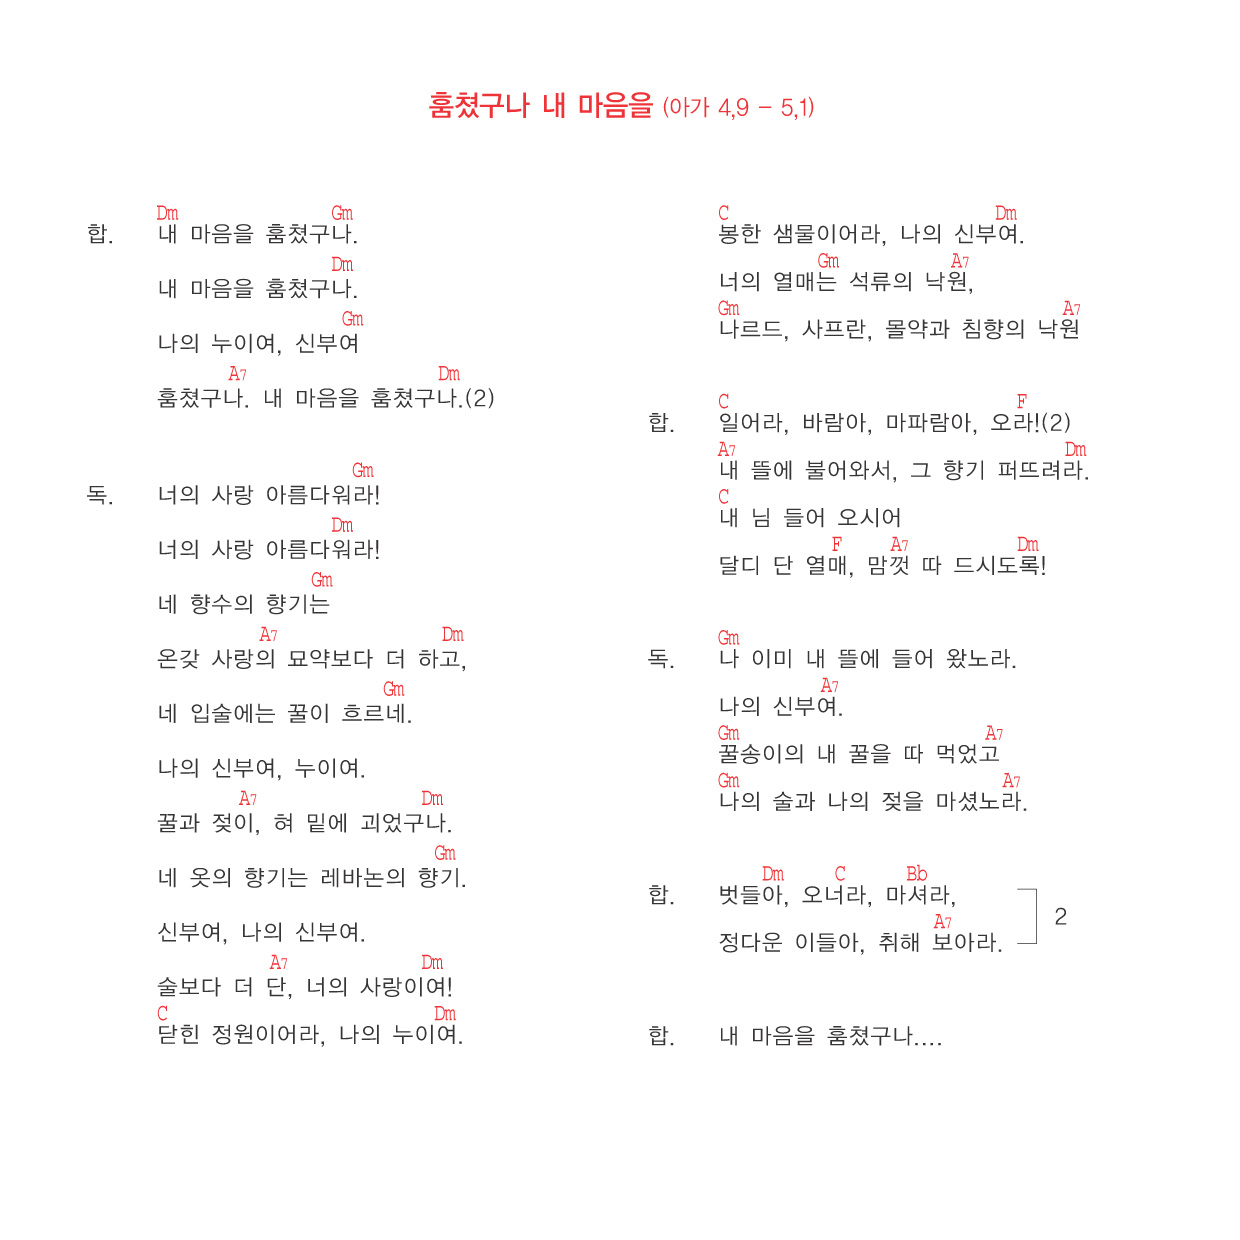 훔쳤구나 내 마음을 (아가 4,9 - 5,1)
Dm Gm
합. 내 마음을 훔쳤구나.
Dm
내 마음을 훔쳤구나.
Gm
나의 누이여, 신부여
A7 Dm
훔쳤구나. 내 마음을 훔쳤구나.(2)
Gm
독. 너의 사랑 아름다워라!
Dm
너의 사랑 아름다워라!
Gm
네 향수의 향기는
A7 Dm
온갖 사랑의 묘약보다 더 하고,
Gm
네 입술에는 꿀이 흐르네.
나의 신부여, 누이여.
A7 Dm
꿀과 젖이, 혀 밑에 괴었구나.
Gm
네 옷의 향기는 레바논의 향기.
신부여, 나의 신부여.
A7 Dm
술보다 더 단, 너의 사랑이여!
C Dm
닫힌 정원이어라, 나의 누이여.
C Dm
봉한 샘물이어라, 나의 신부여.
Gm A7
너의 열매는 석류의 낙원,
Gm A7
나르드, 사프란, 몰약과 침향의 낙원
C F
합. 일어라, 바람아, 마파람아, 오라!(2)
A7 Dm
내 뜰에 불어와서, 그 향기 퍼뜨려라.
C
내 님 들어 오시어
F A7 Dm
달디 단 열매, 맘껏 따 드시도록!
Gm
독. 나 이미 내 뜰에 들어 왔노라.
A7
나의 신부여.
Gm A7
꿀송이의 내 꿀을 따 먹었고
Gm A7
나의 술과 나의 젖을 마셨노라.
Dm C Bb
합. 벗들아, 오너라, 마셔라,
A7
정다운 이들아, 취해 보아라.
2
합. 내 마음을 훔쳤구나....